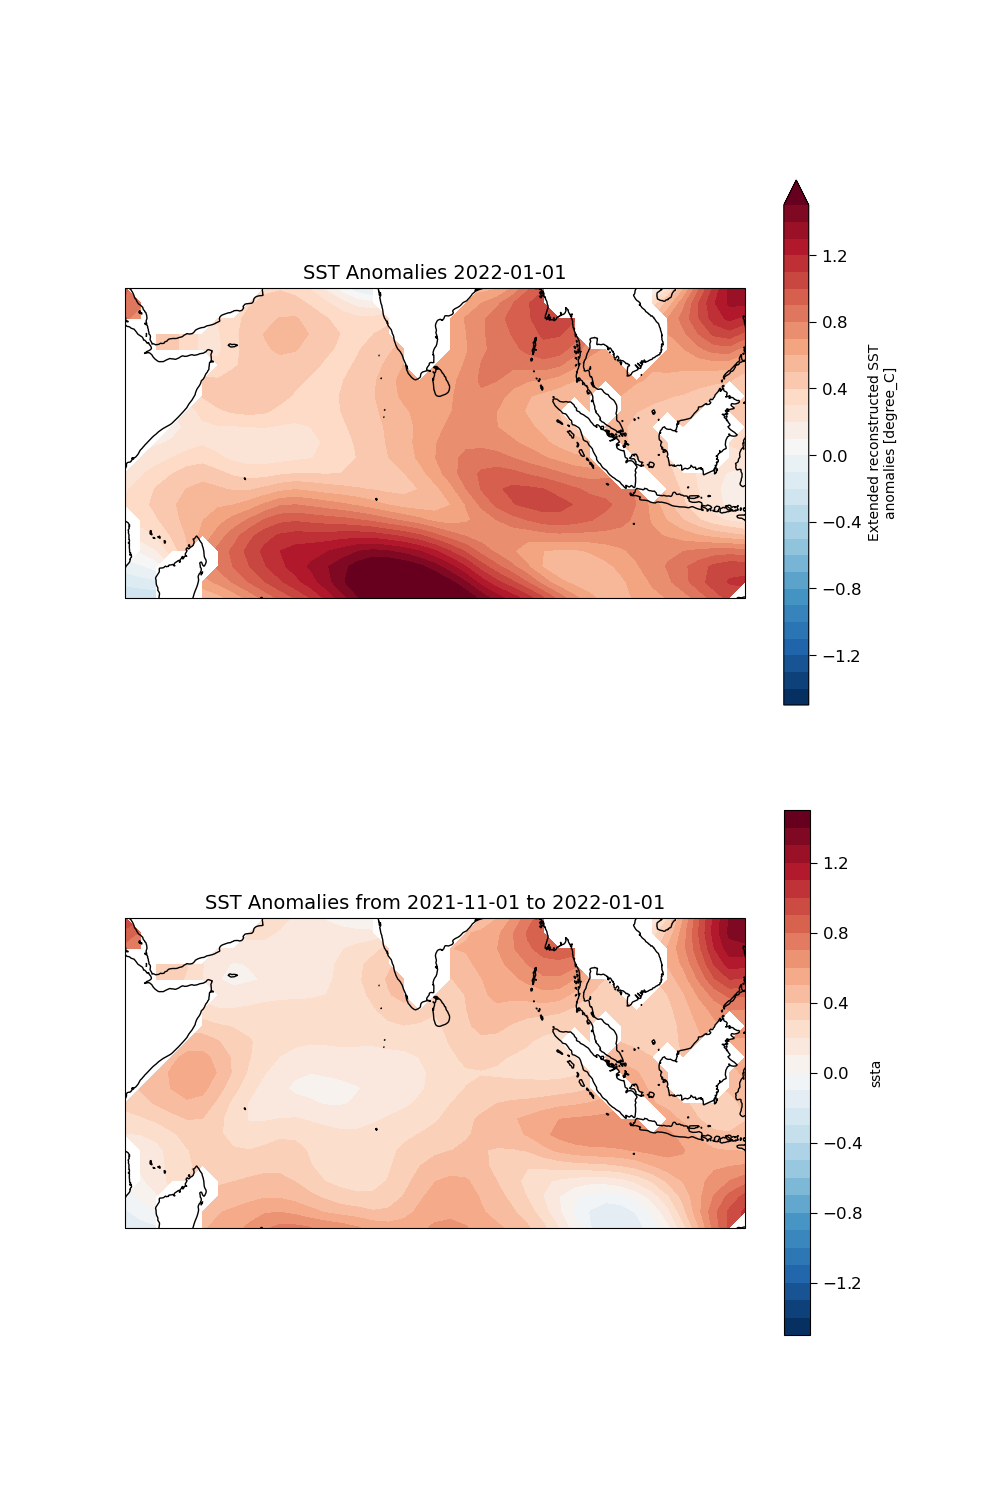 SST Anomalies 2022-01-01
1.2
0.8
0.4
0.0
−0.4
−0.8
−1.2
Extended reconstructed SST
anomalies [degree_C]
SST Anomalies from 2021-11-01 to 2022-01-01
1.2
0.8
0.4
0.0
−0.4
−0.8
−1.2
ssta